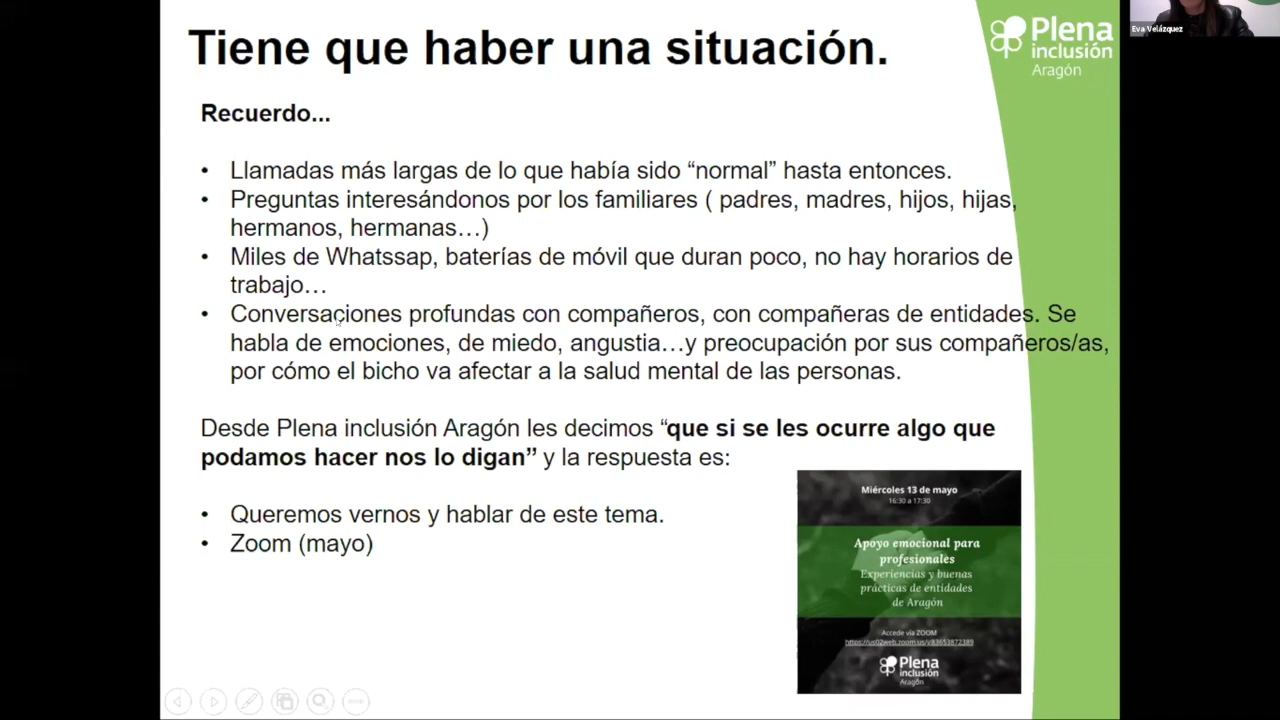 Tiene que haber una situación.
Plena
inclusión
Aragón
Eva Velázquez
Recuerdo...
• Llamadas más largas de lo que había sido “normal” hasta entonces.
• Preguntas interesándonos por los familiares ( padres, madres, hijos, hijas,
hermanos, hermanas…)
• Miles de Whatssap, baterías de móvil que duran poco, no hay horarios de
trabajo…
• Conversaciones profundas con compañeros, con compañeras de entidades. Se
habla de emociones, de miedo, angustia…y preocupación por sus compañeros/as,
por cómo el bicho va afectar a la salud mental de las personas.
Desde Plena inclusión Aragón les decimos “que si se les ocurre algo que
podamos hacer nos lo digan” y la respuesta es:
• Queremos vernos y hablar de este tema.
• Zoom (mayo)
Miércoles 13 de mayo
16:30 a 17:30
Apoyo emocional para
profesionales
Experiencias y buenas
prácticas de entidades
de Aragón
Accede vía ZOOM
Plena
inclusión
Aragón